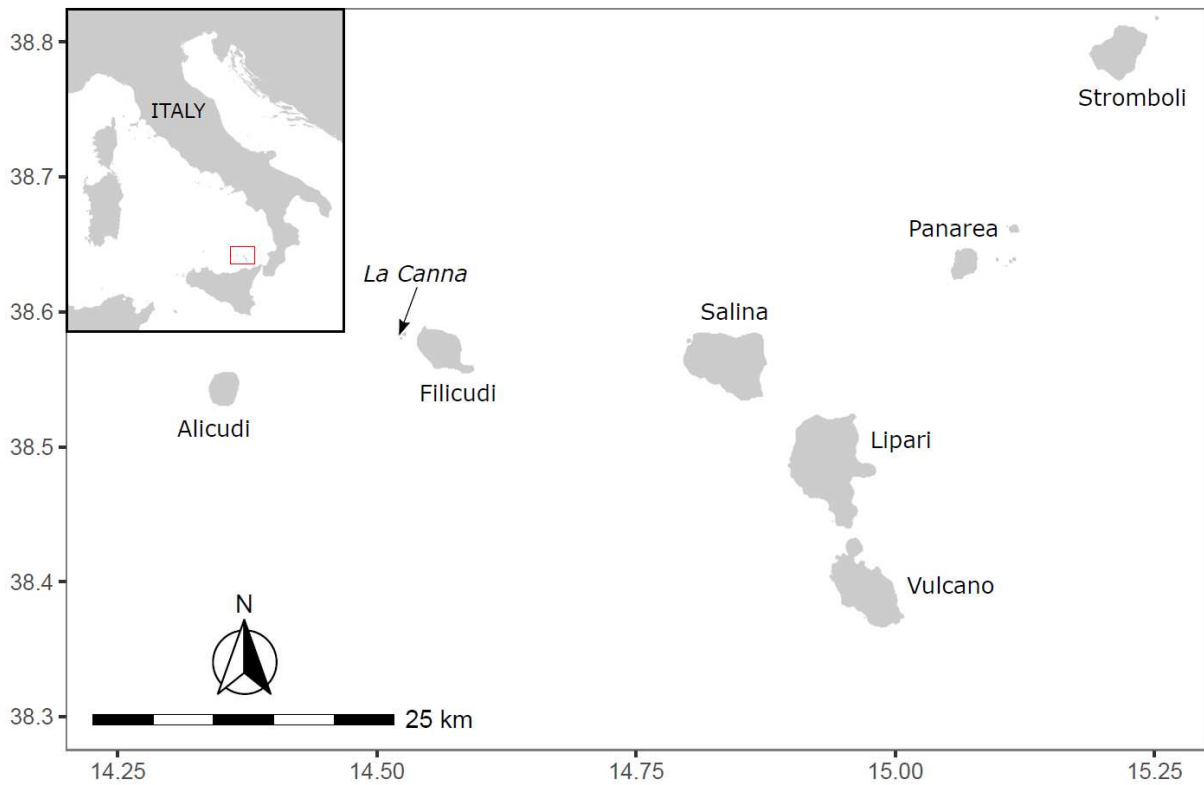 38.8
38.7
38.6
38.5
38.4
38.3
ITALY
Stromboli
Panarea
La Canna
Salina
Filicudi
Alicudi
Lipari
Vulcano
N
25 km
14.25
14.50
14.75
15.00
15.25